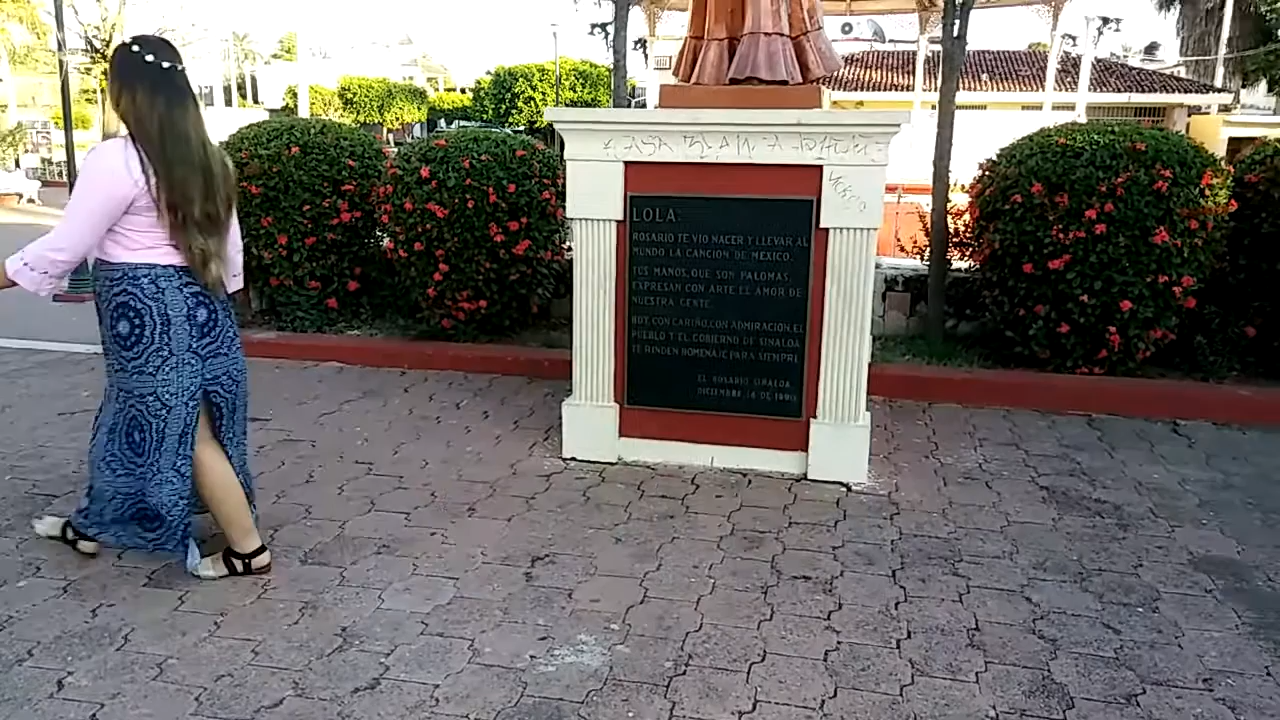 LOLA:
ROSARIO TE VIO NACER Y LLEVAR AL
MUNDO LA CANCION DE MEXICO.
TUS MANOS, QUE SON PALOMAS,
EXPRESAN CON ARTE EL AMOR DE
NUESTRA GENTE.
HOY, CON CARIÑO, CON ADMIRACION, EL
PUEBLO Y EL GOBIERNO DE SINALOA
TE RINDEN HOMENAJE PARA SIEMPRE
EL ROSARIO SINALOA.
DICIEMBRE 16 DE 1990